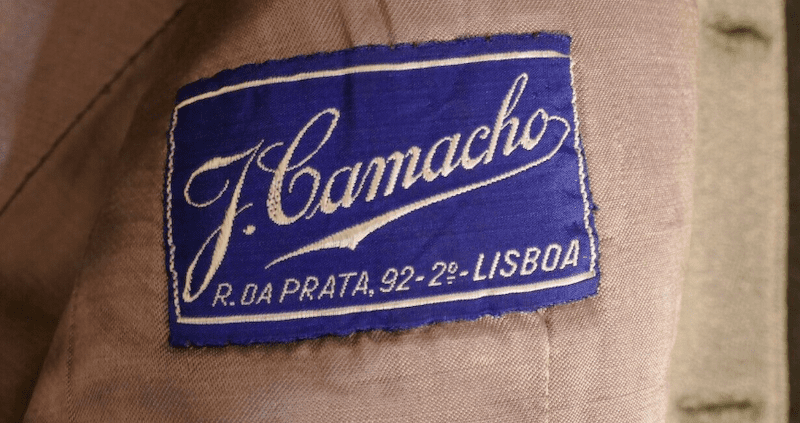 J. Camacho
R. DA PRATA, 92-2º-LISBOA